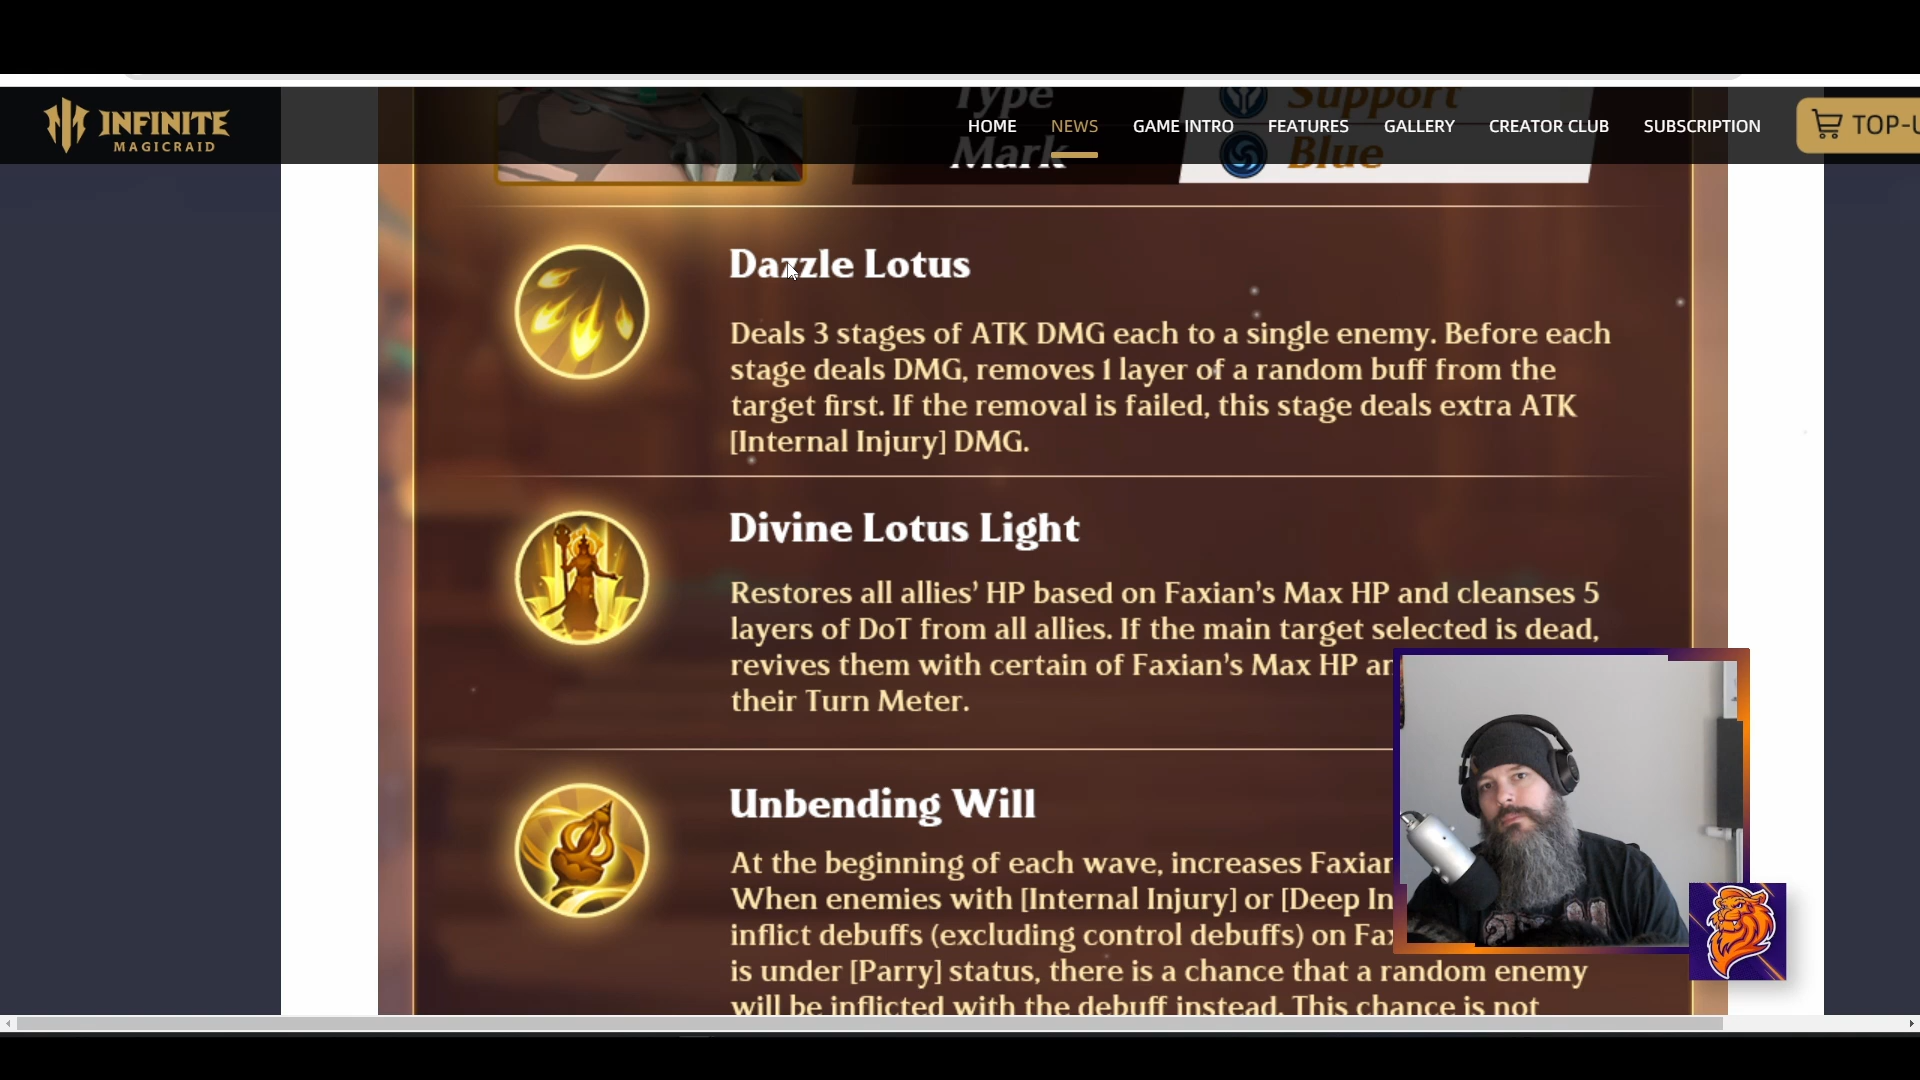 INFINITE
MAGICRAID
HOME NEWS GAME INTRO FEATURES GALLERY CREATOR CLUB SUBSCRIPTION TOP-U
Type Support
Mark Blue
Dazzle Lotus
Deals 3 stages of ATK DMG each to a single enemy. Before each
stage deals DMG, removes 1 layer of a random buff from the
target first. If the removal is failed, this stage deals extra ATK
[Internal Injury] DMG.
Divine Lotus Light
Restores all allies' HP based on Faxian's Max HP and cleanses 5
layers of DoT from all allies. If the main target selected is dead,
revives them with certain of Faxian's Max HP an
their Turn Meter.
Unbending Will
At the beginning of each wave, increases Faxian
When enemies with [Internal Injury] or [Deep In
inflict debuffs (excluding control debuffs) on Fax
is under [Parry] status, there is a chance that a random enemy
will be inflicted with the debuff instead. This chance is not